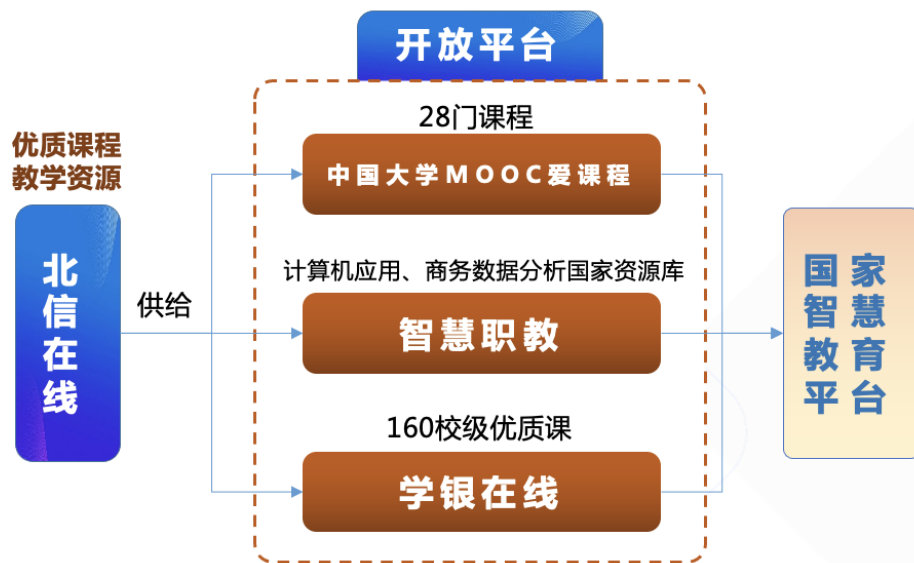 开放平台
优质课程
教学资源
北信在线
供给
28门课程
中国大学MOOC爱课程
计算机应用、商务数据分析国家资源库
智慧职教
160校级优质课
学银在线
国家
智慧
教育
平台